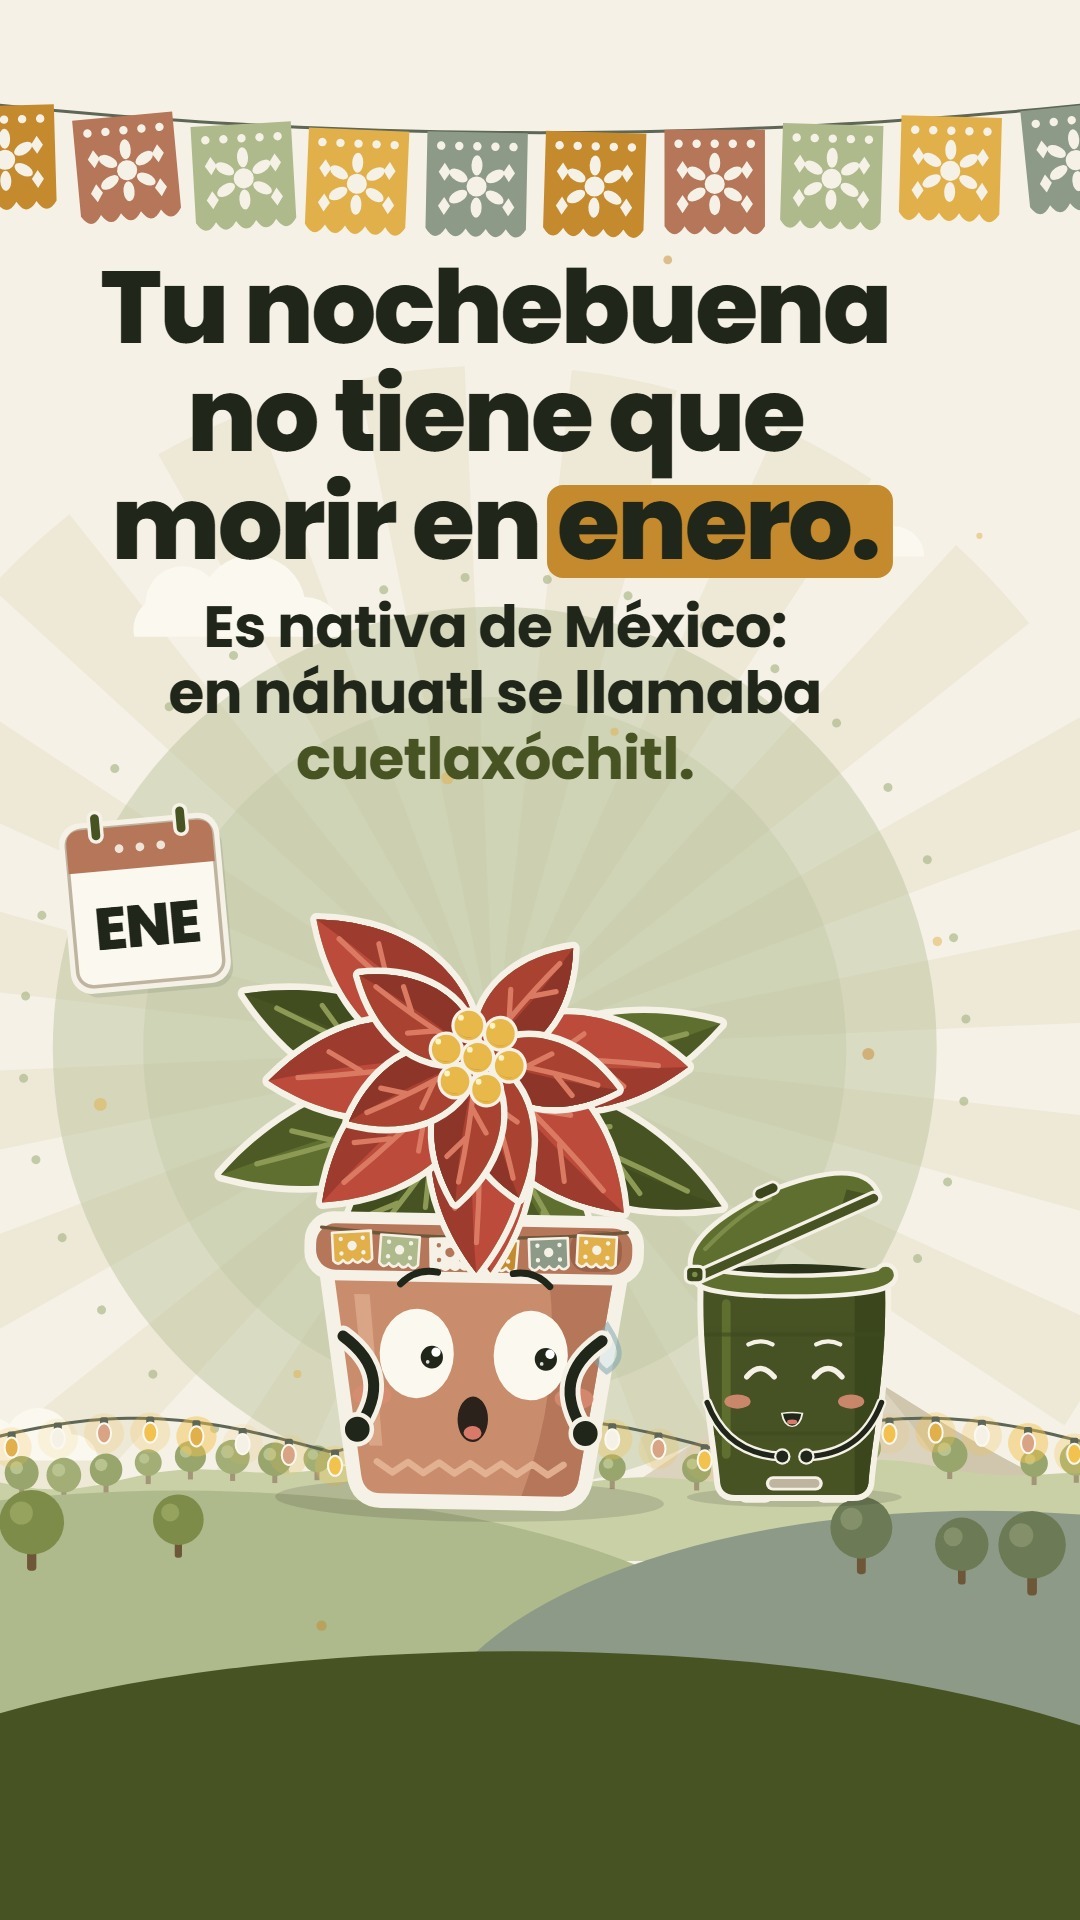 Tu nochebuena
no tiene que
morir en enero.
Es nativa de México:
en náhuatl se llamaba
cuetlaxóchitl.
ENE